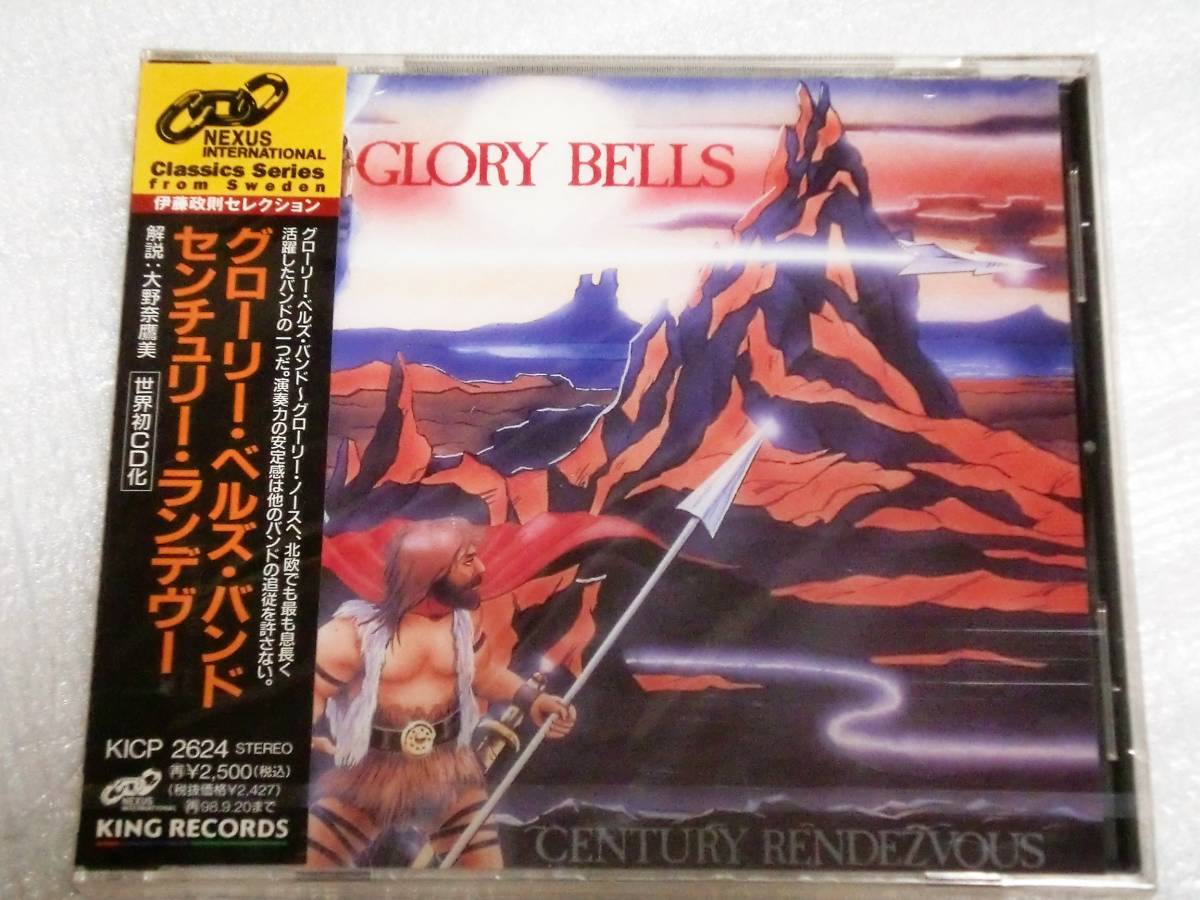 NEXUS
INTERNATIONAL
Classics Series
from Sweden
伊藤政則セレクション
グローリー・ベルズ・バンド〜グローリー・ノースへ、北欧でも最も息長く
活躍したバンドの一つだ。演奏力の安定感は他のバンドの追従を許さない。
グローリー・ベルズ・バンド
センチュリー・ランデヴー
解説：大野奈鷹美
世界初CD化
KICP 2624 STEREO
再¥2,500(税込)
(税抜価格¥2,427)
再98.9.20まで
NEXUS
INTERNATIONAL
KING RECORDS
GLORY BELLS
CENTURY RENDEZVOUS